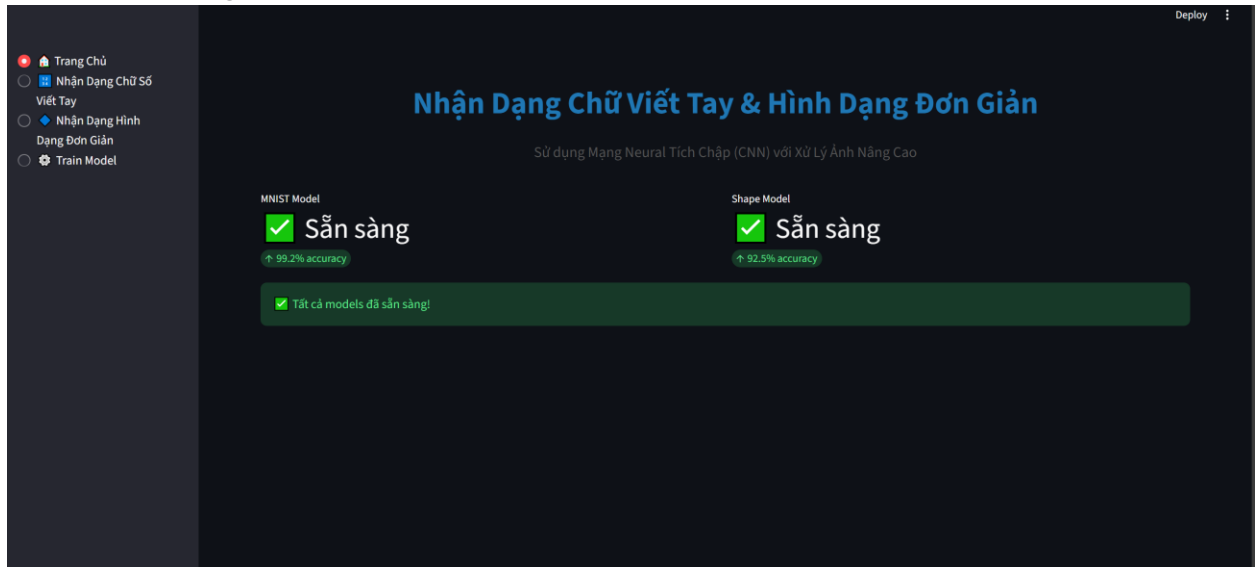 Deploy
Trang Chủ
Nhận Dạng Chữ Số
Viết Tay
Nhận Dạng Hình
Dạng Đơn Giản
Train Model
Nhận Dạng Chữ Viết Tay & Hình Dạng Đơn Giản
Sử dụng Mạng Neural Tích Chập (CNN) với Xử Lý Ảnh Nâng Cao
MNIST Model
✅ Sẵn sàng
↑ 99.2% accuracy
Shape Model
✅ Sẵn sàng
↑ 92.5% accuracy
✅ Tất cả models đã sẵn sàng!